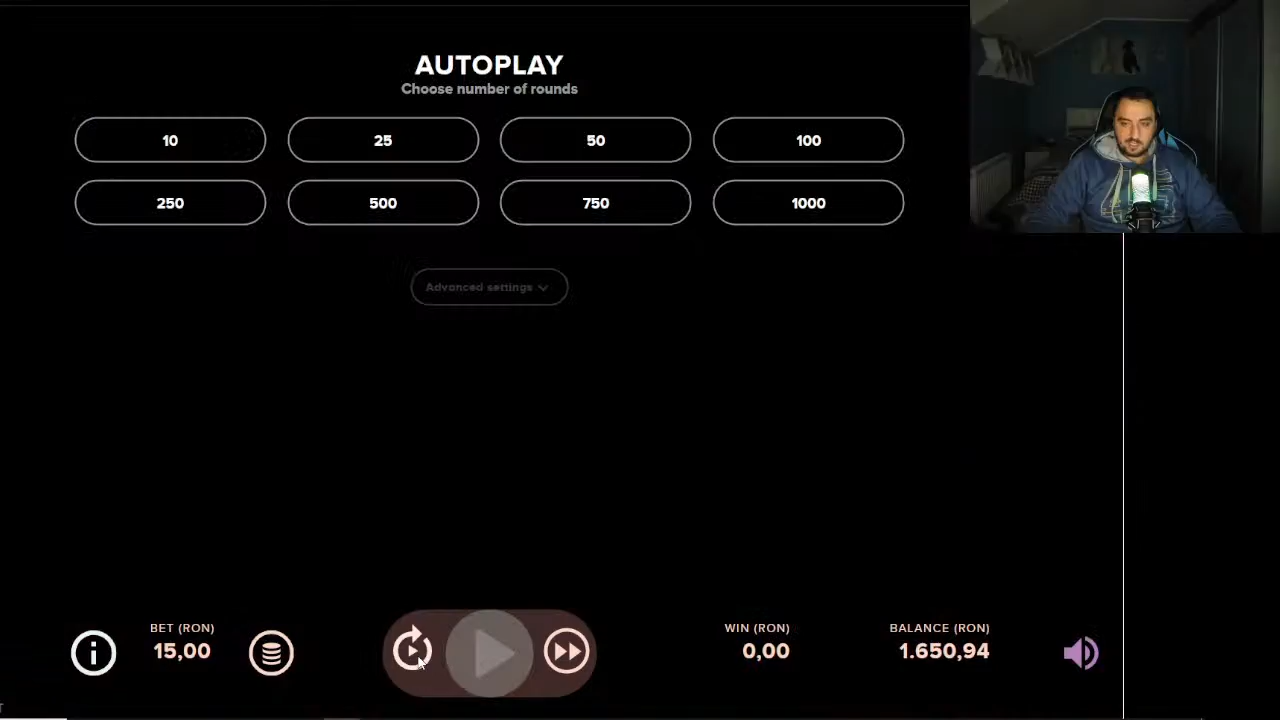 AUTOPLAY
Choose number of rounds
10 25 50 100
250 500 750 1000
Advanced settings
BET (RON) WIN (RON) BALANCE (RON)
15,00 0,00 1.650,94